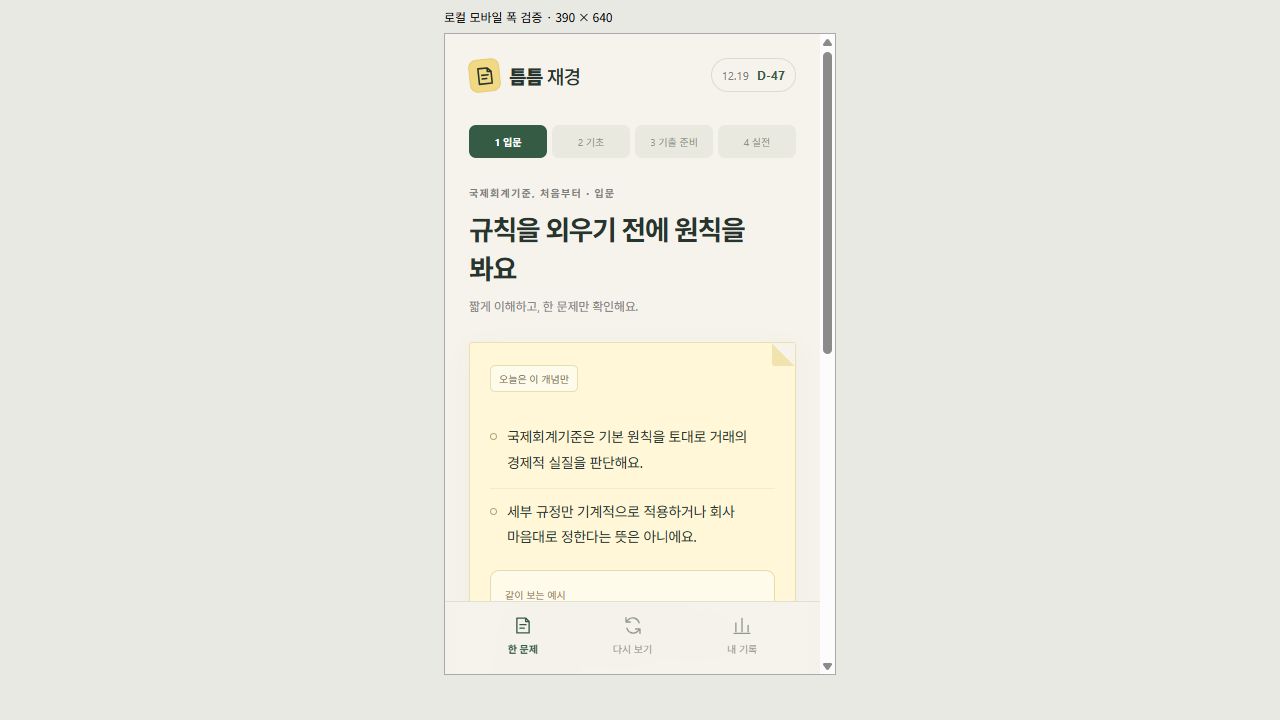 로컬 모바일 폭 검증 · 390 × 640
틈틈 재경
12.19 D-47
1 입문
2 기초
3 기출 준비
4 실전
국제회계기준, 처음부터 · 입문
규칙을 외우기 전에 원칙을
봐요
짧게 이해하고, 한 문제만 확인해요.
오늘은 이 개념만
국제회계기준은 기본 원칙을 토대로 거래의
경제적 실질을 판단해요.
세부 규정만 기계적으로 적용하거나 회사
마음대로 정한다는 뜻은 아니에요.
같이 보는 예시
한 문제
다시 보기
내 기록